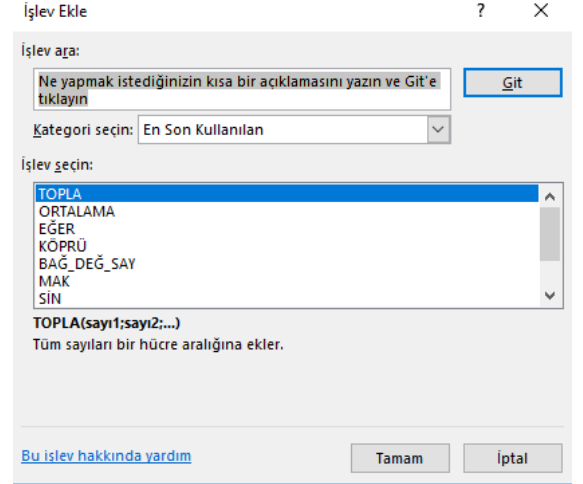 İşlev Ekle ? ×
İşlev ara:
Ne yapmak istediğinizin kısa bir açıklamasını yazın ve Git'e
tıklayın
Git
Kategori seçin: En Son Kullanılan
İşlev seçin:
TOPLA
ORTALAMA
EĞER
KÖPRÜ
BAĞ_DEĞ_SAY
MAK
SİN
TOPLA(sayı1;sayı2;...)
Tüm sayıları bir hücre aralığına ekler.
Bu işlev hakkında yardım
Tamam
İptal